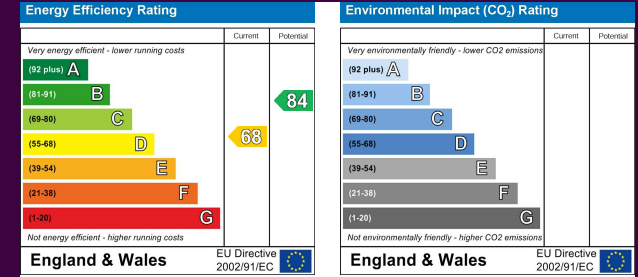 Energy Efficiency Rating
Current Potential
Very energy efficient - lower running costs
(92 plus) A
(81-91) B
84
(69-80) C
(55-68) D
68
(39-54) E
(21-38) F
(1-20) G
Not energy efficient - higher running costs
England & Wales
EU Directive
2002/91/EC
Environmental Impact (CO₂) Rating
Current Potential
Very environmentally friendly - lower CO2 emissions
(92 plus) A
(81-91) B
(69-80) C
(55-68) D
(39-54) E
(21-38) F
(1-20) G
Not environmentally friendly - higher CO2 emissions
England & Wales
EU Directive
2002/91/EC